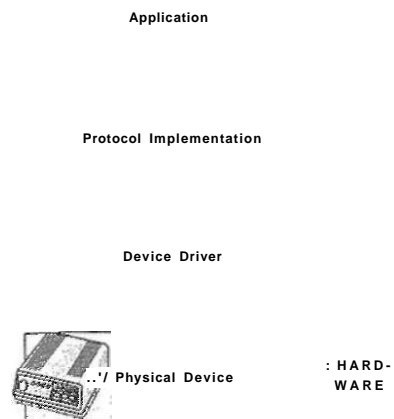 Application
Protocol Implementation
Device Driver
..'/ Physical Device
: HARD-
WARE